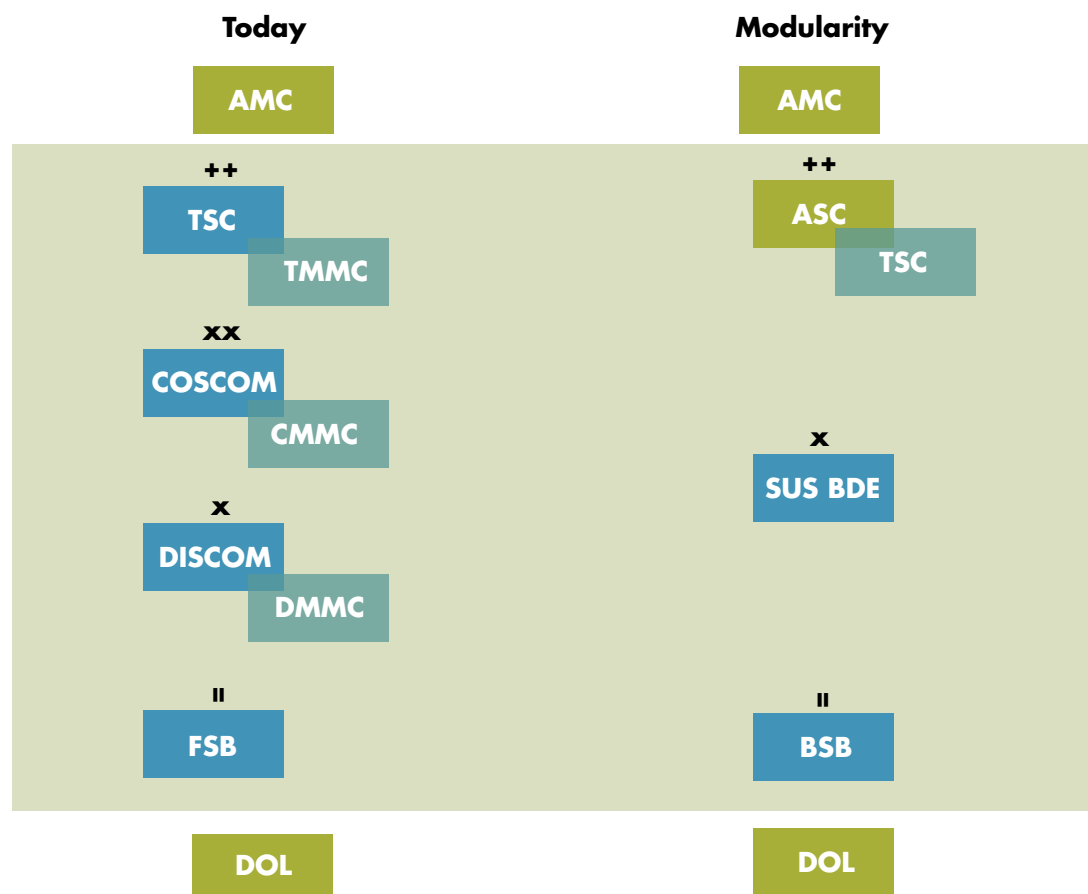 Today
AMC
++
TSC
TMMC
xx
COSCOM
CMMC
x
DISCOM
DMMC
II
FSB
DOL
Modularity
AMC
++
ASC
TSC
x
SUS BDE
II
BSB
DOL